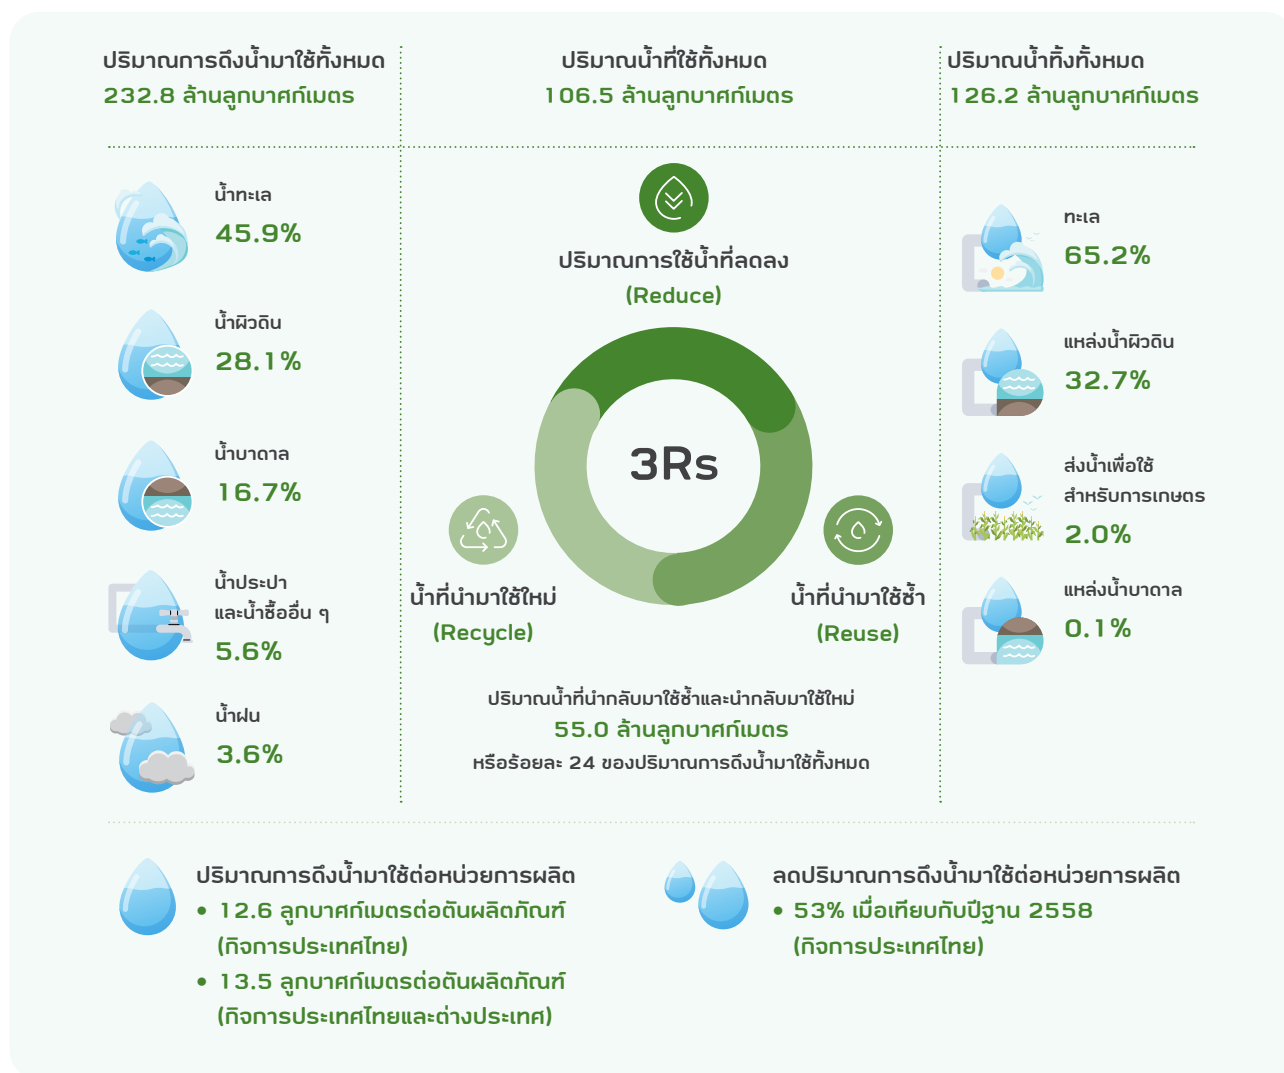 ปริมาณการดึงน้ำมาใช้ทั้งหมด
232.8 ล้านลูกบาศก์เมตร
น้ำทะเล
45.9%
น้ำผิวดิน
28.1%
น้ำบาดาล
16.7%
น้ำประปา
และน้ำซื้ออื่น ๆ
5.6%
น้ำฝน
3.6%
ปริมาณน้ำที่ใช้ทั้งหมด
106.5 ล้านลูกบาศก์เมตร
ปริมาณการใช้น้ำที่ลดลง
(Reduce)
3Rs
น้ำที่นำมาใช้ใหม่
(Recycle)
น้ำที่นำมาใช้ซ้ำ
(Reuse)
ปริมาณน้ำที่นำกลับมาใช้ซ้ำและนำกลับมาใช้ใหม่
55.0 ล้านลูกบาศก์เมตร
หรือร้อยละ 24 ของปริมาณการดึงน้ำมาใช้ทั้งหมด
ปริมาณน้ำทิ้งทั้งหมด
126.2 ล้านลูกบาศก์เมตร
ทะเล
65.2%
แหล่งน้ำผิวดิน
32.7%
ส่งน้ำเพื่อใช้
สำหรับการเกษตร
2.0%
แหล่งน้ำบาดาล
0.1%
ปริมาณการดึงน้ำมาใช้ต่อหน่วยการผลิต
• 12.6 ลูกบาศก์เมตรต่อตันผลิตภัณฑ์
(กิจการประเทศไทย)
• 13.5 ลูกบาศก์เมตรต่อตันผลิตภัณฑ์
(กิจการประเทศไทยและต่างประเทศ)
ลดปริมาณการดึงน้ำมาใช้ต่อหน่วยการผลิต
• 53% เมื่อเทียบกับปีฐาน 2558
(กิจการประเทศไทย)